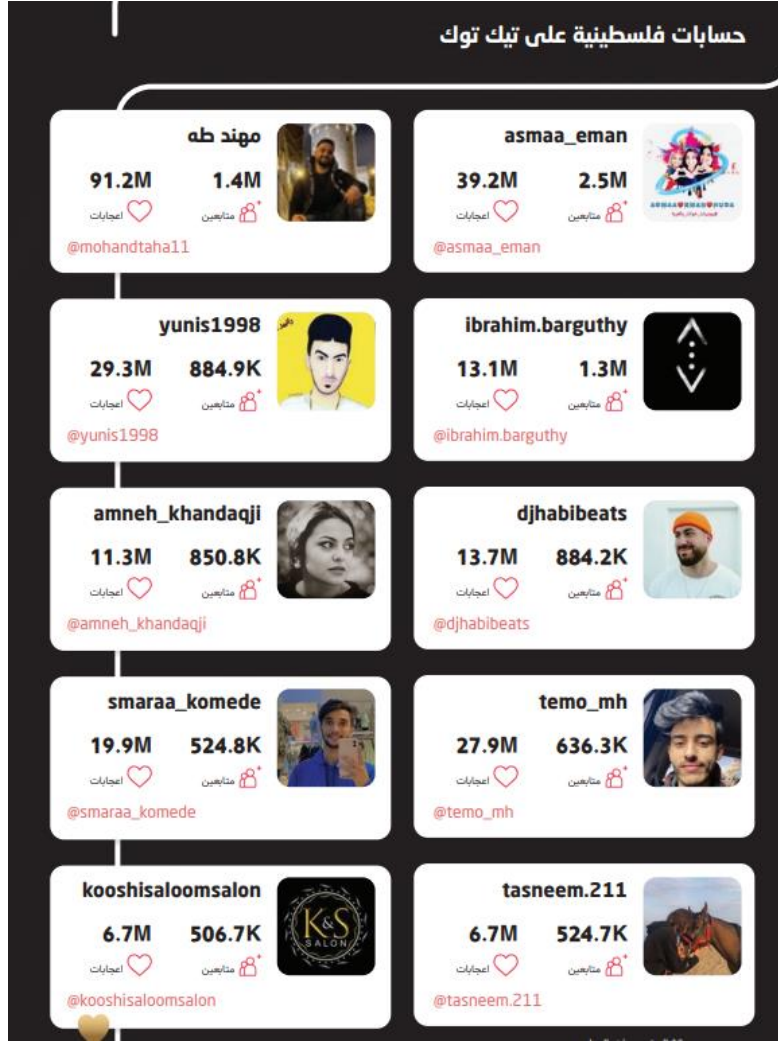 حسابات فلسطينية على تيك توك
asmaa_eman
2.5M 39.2M
متابعين اعجابات
@asmaa_eman
مهند طه
1.4M 91.2M
متابعين اعجابات
@mohandtaha11
ibrahim.barguthy
1.3M 13.1M
متابعين اعجابات
@ibrahim.barguthy
yunis1998
884.9K 29.3M
متابعين اعجابات
@yunis1998
djhabibeats
884.2K 13.7M
متابعين اعجابات
@djhabibeats
amneh_khandaqji
850.8K 11.3M
متابعين اعجابات
@amneh_khandaqji
temo_mh
636.3K 27.9M
متابعين اعجابات
@temo_mh
smaraa_komede
524.8K 19.9M
متابعين اعجابات
@smaraa_komede
tasneem.211
524.7K 6.7M
متابعين اعجابات
@tasneem.211
kooshisaloomsalon
506.7K 6.7M
متابعين اعجابات
@kooshisaloomsalon
K&S
SALON